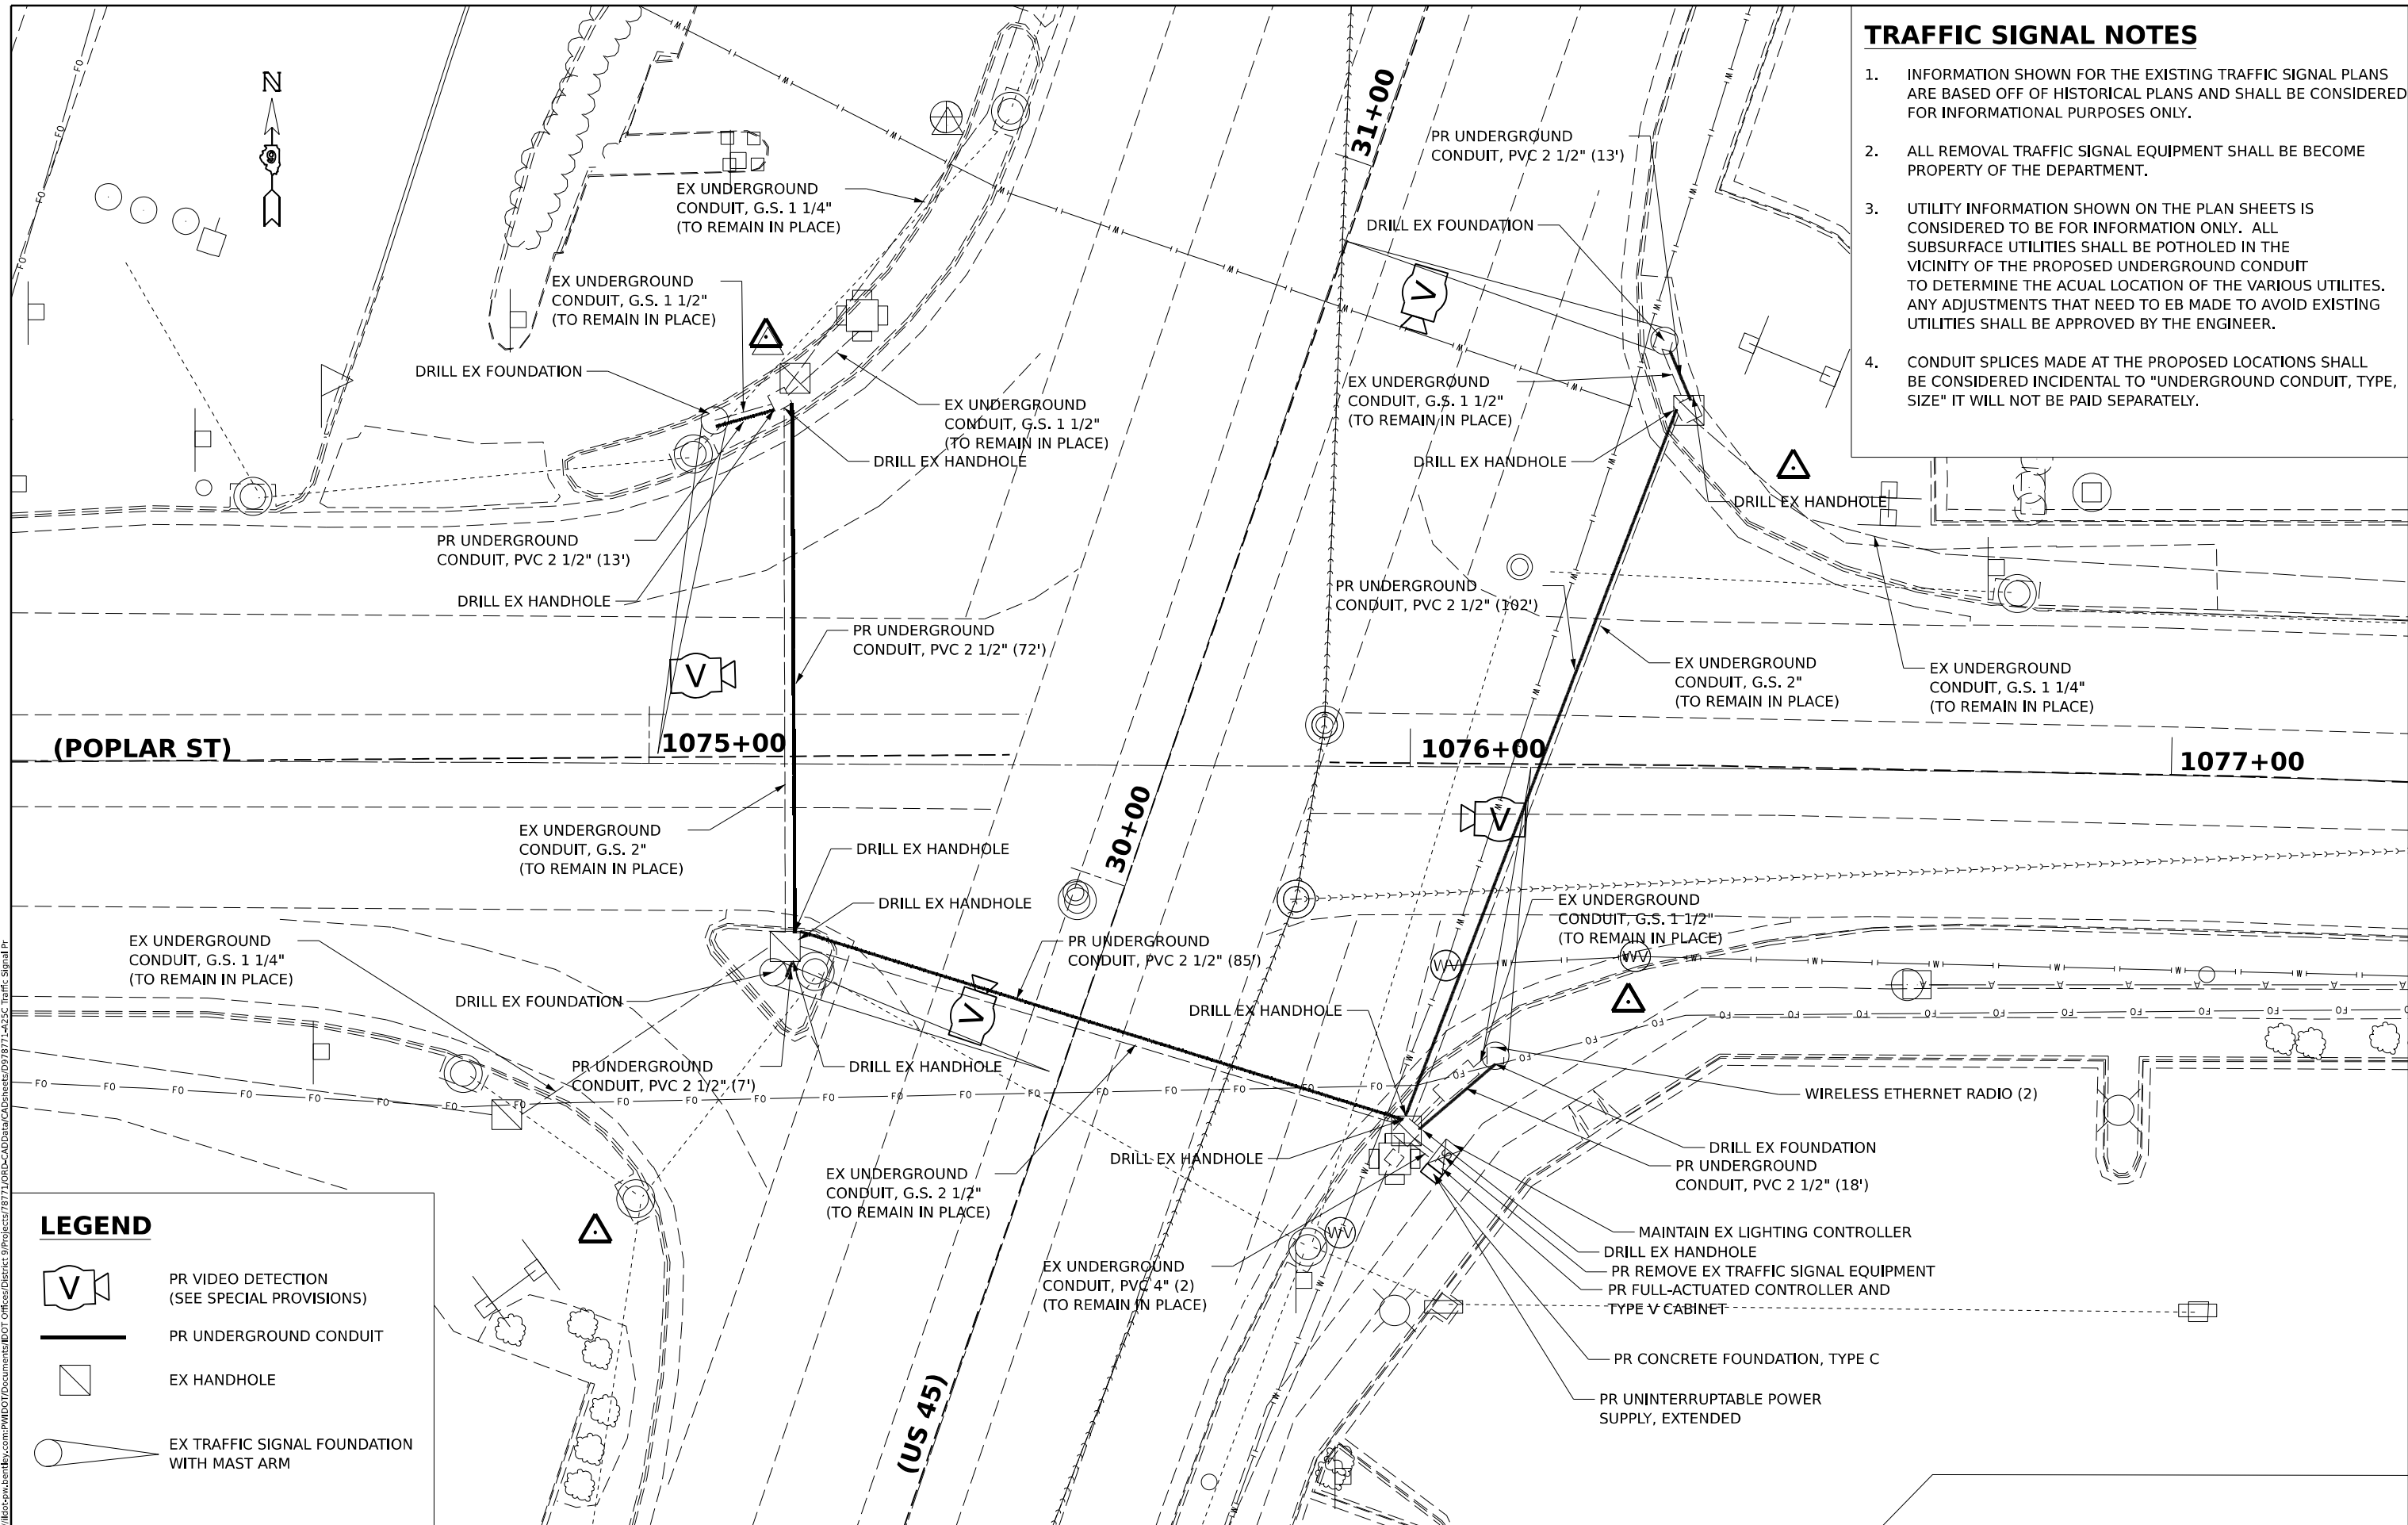 TRAFFIC SIGNAL NOTES
1. INFORMATION SHOWN FOR THE EXISTING TRAFFIC SIGNAL PLANS
ARE BASED OFF OF HISTORICAL PLANS AND SHALL BE CONSIDERED
FOR INFORMATIONAL PURPOSES ONLY.
2. ALL REMOVAL TRAFFIC SIGNAL EQUIPMENT SHALL BE BECOME
PROPERTY OF THE DEPARTMENT.
3. UTILITY INFORMATION SHOWN ON THE PLAN SHEETS IS
CONSIDERED TO BE FOR INFORMATION ONLY. ALL
SUBSURFACE UTILITIES SHALL BE POTHOLED IN THE
VICINITY OF THE PROPOSED UNDERGROUND CONDUIT
TO DETERMINE THE ACUAL LOCATION OF THE VARIOUS UTILITES.
ANY ADJUSTMENTS THAT NEED TO EB MADE TO AVOID EXISTING
UTILITIES SHALL BE APPROVED BY THE ENGINEER.
4. CONDUIT SPLICES MADE AT THE PROPOSED LOCATIONS SHALL
BE CONSIDERED INCIDENTAL TO "UNDERGROUND CONDUIT, TYPE,
SIZE" IT WILL NOT BE PAID SEPARATELY.
N
9
31+00
PR UNDERGROUND
CONDUIT, PVC 2 1/2" (13')
EX UNDERGROUND
CONDUIT, G.S. 1 1/4"
(TO REMAIN IN PLACE)
DRILL EX FOUNDATION
EX UNDERGROUND
CONDUIT, G.S. 1 1/2"
(TO REMAIN IN PLACE)
V
DRILL EX FOUNDATION
EX UNDERGROUND
CONDUIT, G.S. 1 1/2"
(TO REMAIN IN PLACE)
EX UNDERGROUND
CONDUIT, G.S. 1 1/2"
(TO REMAIN IN PLACE)
DRILL EX HANDHOLE
DRILL EX HANDHOLE
DRILL EX HANDHOLE
PR UNDERGROUND
CONDUIT, PVC 2 1/2" (13')
DRILL EX HANDHOLE
PR UNDERGROUND
CONDUIT, PVC 2 1/2" (102')
PR UNDERGROUND
CONDUIT, PVC 2 1/2" (72')
V
EX UNDERGROUND
CONDUIT, G.S. 2"
(TO REMAIN IN PLACE)
EX UNDERGROUND
CONDUIT, G.S. 1 1/4"
(TO REMAIN IN PLACE)
(POPLAR ST)
1075+00
1076+00
1077+00
30+00
V
EX UNDERGROUND
CONDUIT, G.S. 2"
(TO REMAIN IN PLACE)
DRILL EX HANDHOLE
DRILL EX HANDHOLE
EX UNDERGROUND
CONDUIT, G.S. 1 1/2"
(TO REMAIN IN PLACE)
EX UNDERGROUND
CONDUIT, G.S. 1 1/4"
(TO REMAIN IN PLACE)
PR UNDERGROUND
CONDUIT, PVC 2 1/2" (85')
DRILL EX FOUNDATION
V
DRILL EX HANDHOLE
PR UNDERGROUND
CONDUIT, PVC 2 1/2" (7')
DRILL EX HANDHOLE
WIRELESS ETHERNET RADIO (2)
DRILL EX FOUNDATION
PR UNDERGROUND
CONDUIT, PVC 2 1/2" (18')
DRILL EX HANDHOLE
EX UNDERGROUND
CONDUIT, G.S. 2 1/2"
(TO REMAIN IN PLACE)
MAINTAIN EX LIGHTING CONTROLLER
DRILL EX HANDHOLE
PR REMOVE EX TRAFFIC SIGNAL EQUIPMENT
PR FULL-ACTUATED CONTROLLER AND
TYPE V CABINET
EX UNDERGROUND
CONDUIT, PVC 4" (2)
(TO REMAIN IN PLACE)
PR CONCRETE FOUNDATION, TYPE C
PR UNINTERRUPTABLE POWER
SUPPLY, EXTENDED
(US 45)
LEGEND
V
PR VIDEO DETECTION
(SEE SPECIAL PROVISIONS)
PR UNDERGROUND CONDUIT
EX HANDHOLE
EX TRAFFIC SIGNAL FOUNDATION
WITH MAST ARM